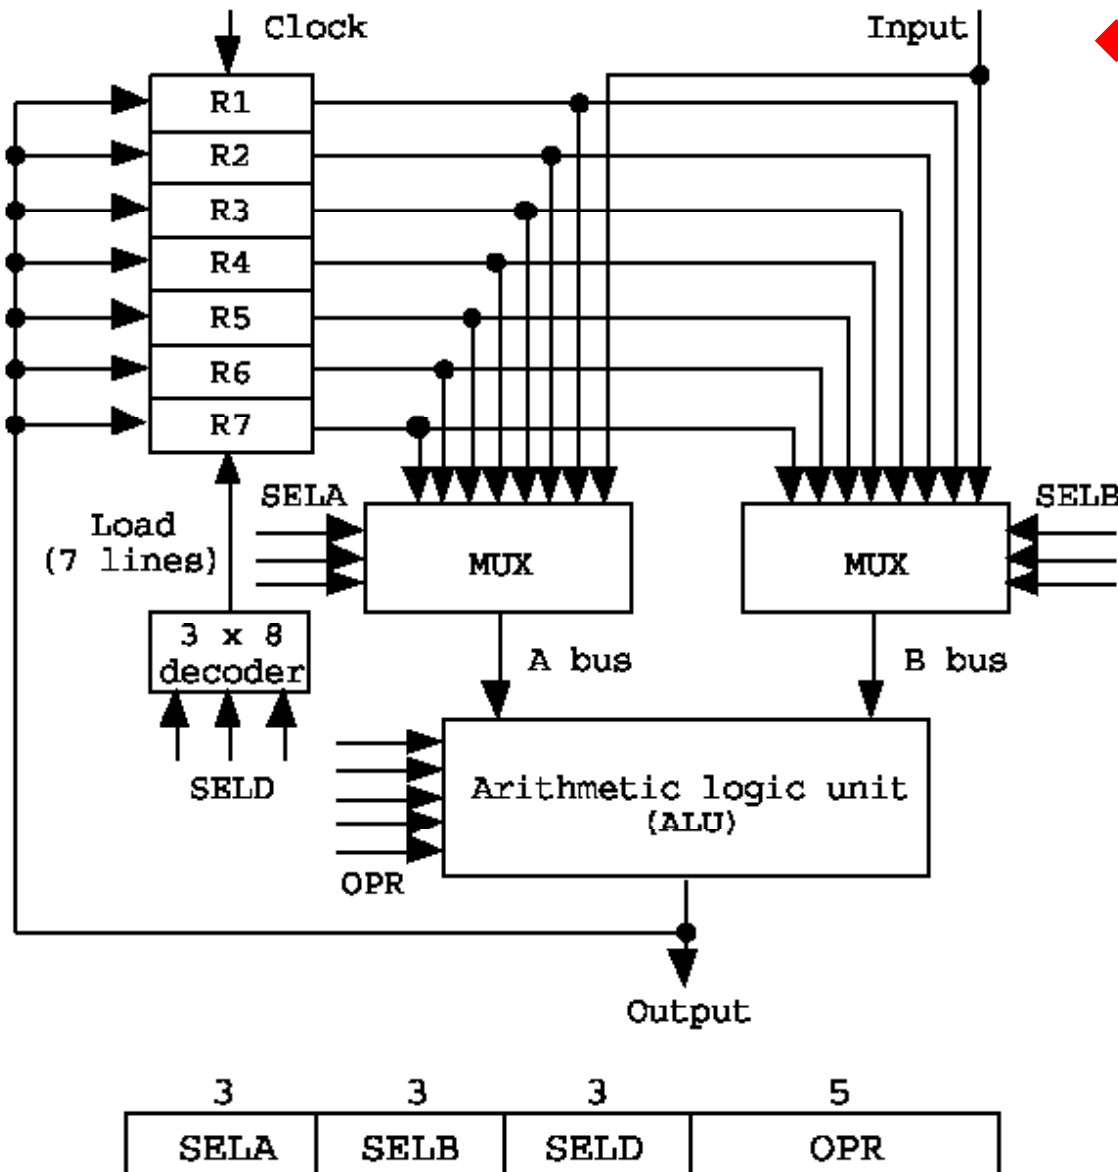 Clock
Input
R1
R2
R3
R4
R5
R6
R7
SELA
SELB
Load
(7 lines)
MUX
MUX
3 x 8
decoder
A bus
B bus
SELD
Arithmetic logic unit
(ALU)
OPR
Output
3 3 3 5
SELA SELB SELD OPR